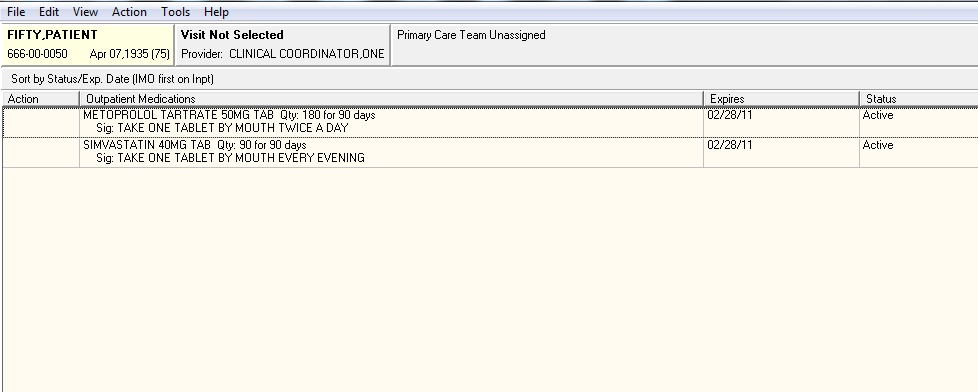 File Edit View Action Tools Help
FIFTY,PATIENT
666-00-0050 Apr 07,1935 (75)
Visit Not Selected
Provider: CLINICAL COORDINATOR,ONE
Primary Care Team Unassigned
Sort by Status/Exp. Date (IMO first on Inpt)
Action Outpatient Medications Expires Status
METOPROLOL TARTRATE 50MG TAB Qty: 180 for 90 days 02/28/11 Active
Sig: TAKE ONE TABLET BY MOUTH TWICE A DAY
SIMVASTATIN 40MG TAB Qty: 90 for 90 days 02/28/11 Active
Sig: TAKE ONE TABLET BY MOUTH EVERY EVENING